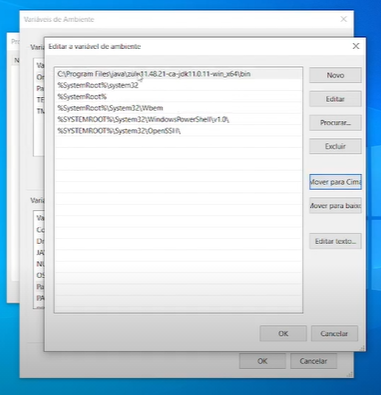 Variáveis de Ambiente
Editar a variável de ambiente
C:\Program Files\java\zulu11.48.21-ca-jdk11.0.11-win_x64\bin
%SystemRoot%\system32
%SystemRoot%
%SystemRoot%\System32\Wbem
%SYSTEMROOT%\System32\WindowsPowerShell\v1.0\
%SYSTEMROOT%\System32\OpenSSH\
Novo
Editar
Procurar...
Excluir
Mover para Cima
Mover para baixo
Editar texto...
OK
Cancelar
OK
Cancelar